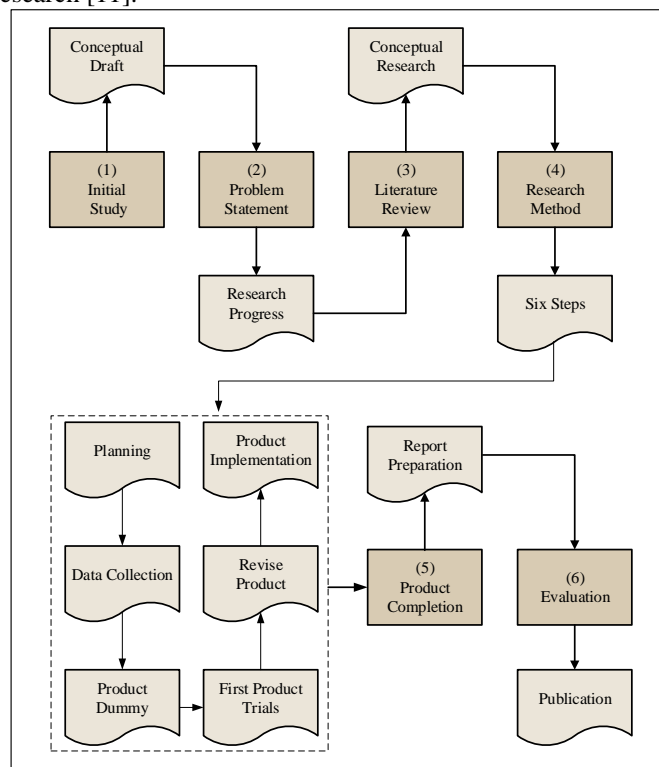 esearch [11].
Conceptual
Draft
Conceptual
Research
(1)
Initial
Study
(2)
Problem
Statement
(3)
Literature
Review
(4)
Research
Method
Research
Progress
Six Steps
Planning
Product
Implementation
Report
Preparation
Data Collection
Revise
Product
(5)
Product
Completion
(6)
Evaluation
Product
Dummy
First Product
Trials
Publication